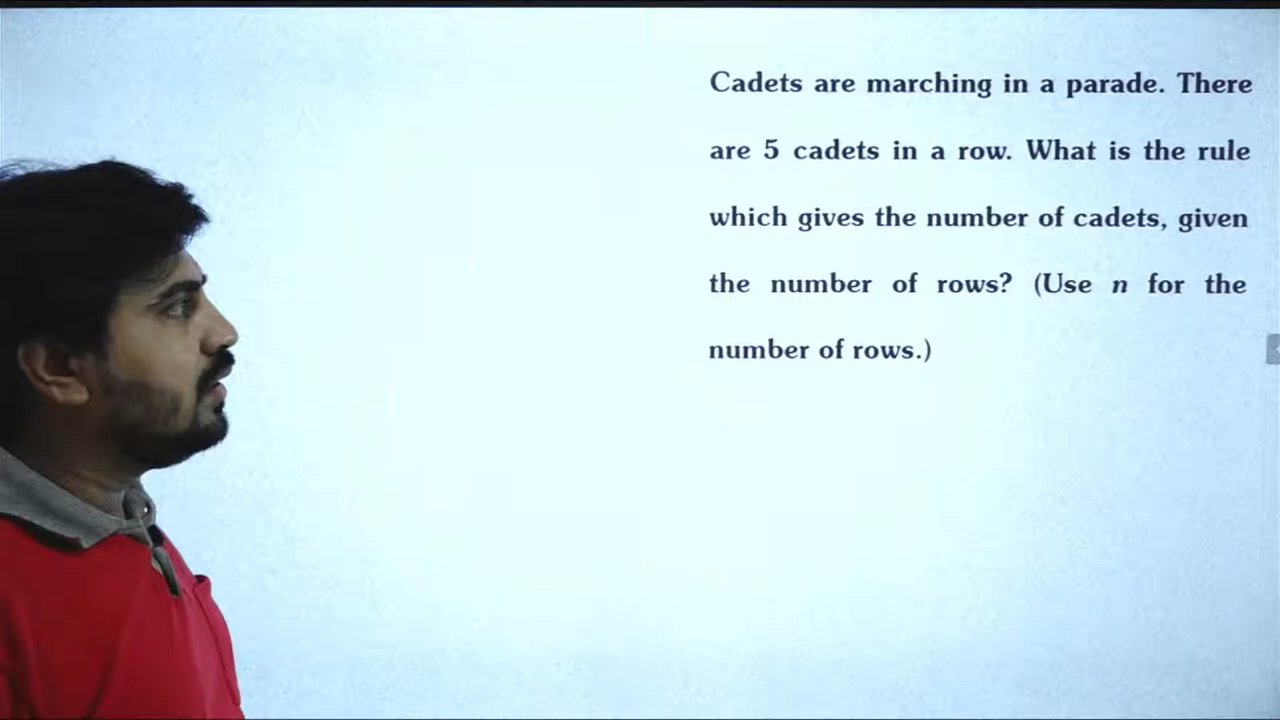 Cadets are marching in a parade. There
are 5 cadets in a row. What is the rule
which gives the number of cadets, given
the number of rows? (Use n for the
number of rows.)